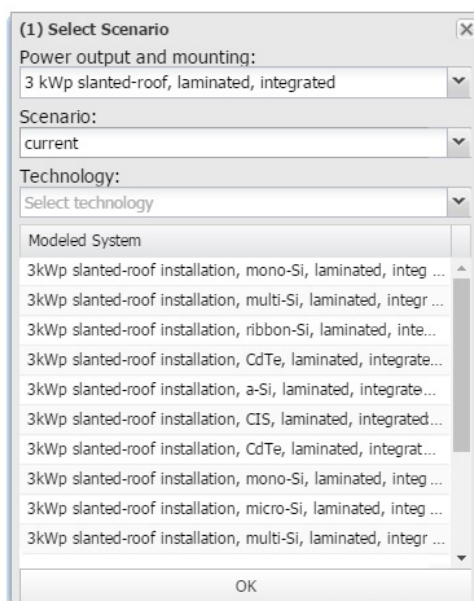 (1) Select Scenario
Power output and mounting:
3 kWp slanted-roof, laminated, integrated
Scenario:
current
Technology:
Select technology
Modeled System
3kWp slanted-roof installation, mono-Si, laminated, integ ...
3kWp slanted-roof installation, multi-Si, laminated, integr ...
3kWp slanted-roof installation, ribbon-Si, laminated, inte...
3kWp slanted-roof installation, CdTe, laminated, integrate...
3kWp slanted-roof installation, a-Si, laminated, integrate...
3kWp slanted-roof installation, CIS, laminated, integrated...
3kWp slanted-roof installation, CdTe, laminated, integrat...
3kWp slanted-roof installation, mono-Si, laminated, integ ...
3kWp slanted-roof installation, micro-Si, laminated, integ ...
3kWp slanted-roof installation, multi-Si, laminated, integr ...
OK